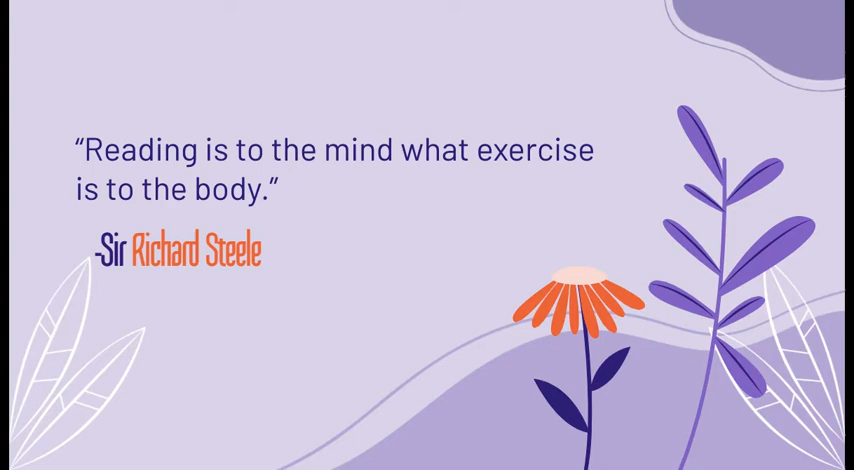 “Reading is to the mind what exercise
is to the body.”
-Sir Richard Steele